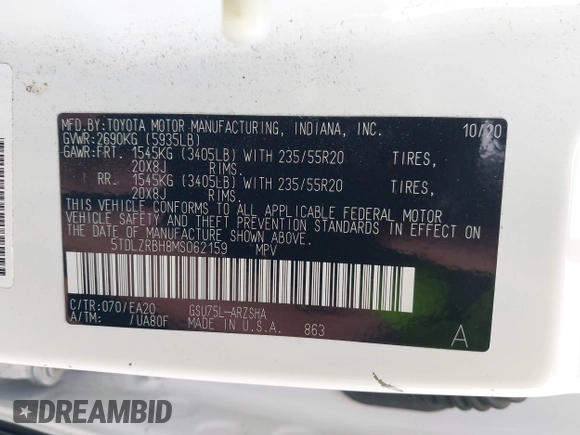 MFD.BY:TOYOTA MOTOR MANUFACTURING, INDIANA, INC. 10/20
GVWR:2690KG (5935LB)
GAWR:FRT. 1545KG (3405LB) WITH 235/55R20 TIRES,
20X8J RIMS.
RR. 1545KG (3405LB) WITH 235/55R20 TIRES,
20X8J RIMS.
THIS VEHICLE CONFORMS TO ALL APPLICABLE FEDERAL MOTOR
VEHICLE SAFETY AND THEFT PREVENTION STANDARDS IN EFFECT ON
THE DATE OF MANUFACTURE SHOWN ABOVE.
5TDLZRBH8MS062159 MPV
C/TR:070/EA20 GSU75L-ARZSHA
A/TM: /UA80F MADE IN U.S.A. 863 A
DREAMBID